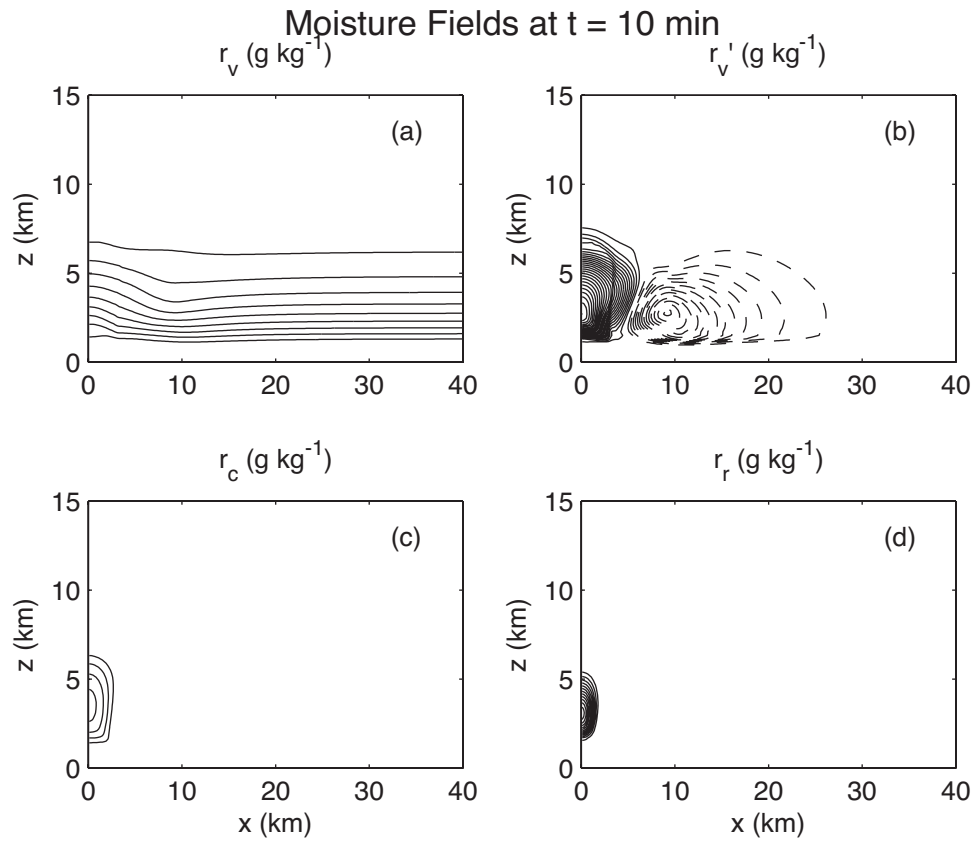 Moisture Fields at t = 10 min
r_v (g kg^-1)
(a)
z (km)
15
10
5
0
0 10 20 30 40
r_v' (g kg^-1)
(b)
z (km)
15
10
5
0
0 10 20 30 40
r_c (g kg^-1)
(c)
z (km)
15
10
5
0
0 10 20 30 40
x (km)
r_r (g kg^-1)
(d)
z (km)
15
10
5
0
0 10 20 30 40
x (km)